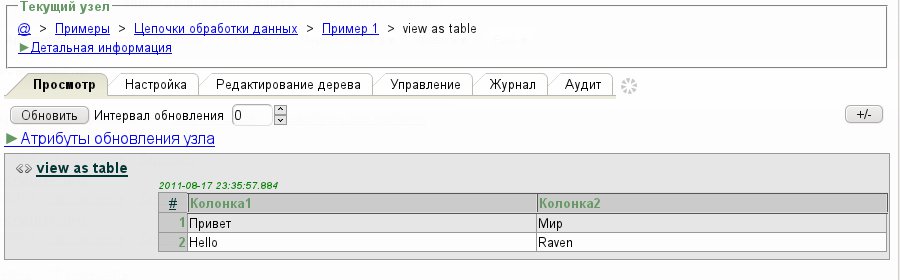 Текущий узел
@ > Примеры > Цепочки обработки данных > Пример 1 > view as table
►Детальная информация
Просмотр Настройка Редактирование дерева Управление Журнал Аудит
Обновить Интервал обновления 0 +/-
►Атрибуты обновления узла
view as table
2011-08-17 23:35:57.884
# Колонка1 Колонка2
1 Привет Мир
2 Hello Raven